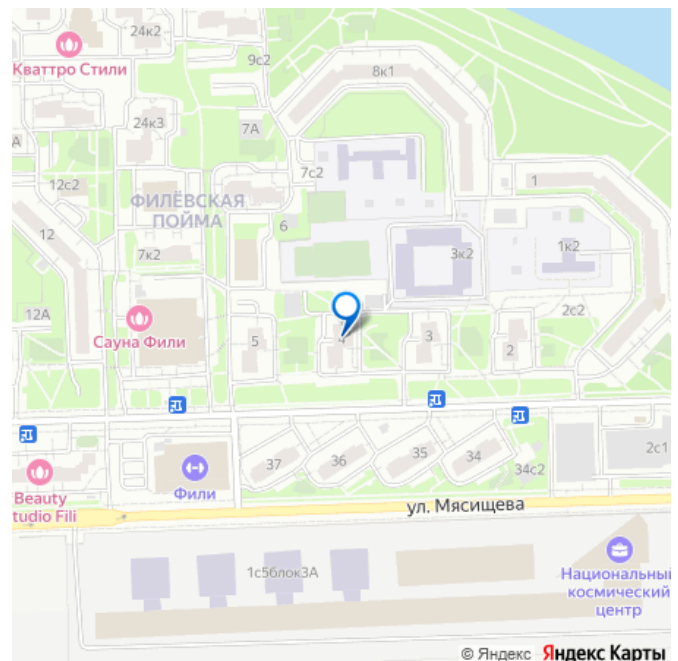 24к2
9с2
Кваттро Стили
8к1
24к3
7А
А
7с2
12с2
1
ФИЛЁВСКАЯ
ПОЙМА
6
12
7к2
3к2
1к2
12А
2с2
Сауна Фили
5
4
3
2
37
36
35
34
2с1
34с2
Beauty
tudio Fili
Фили
ул. Мясищева
1с5блок3А
Национальный
космический
центр
© Яндекс Яндекс Карты